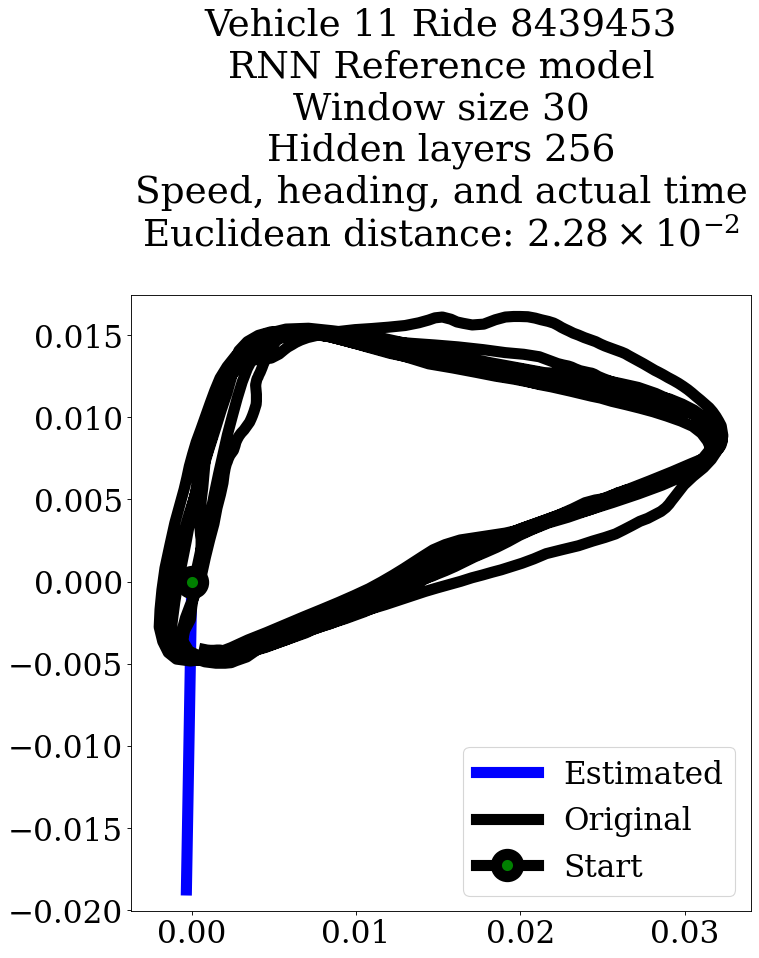 Vehicle 11 Ride 8439453
RNN Reference model
Window size 30
Hidden layers 256
Speed, heading, and actual time
Euclidean distance: 2.28 × 10⁻²
0.015
0.010
0.005
0.000
−0.005
−0.010
−0.015
−0.020
0.00 0.01 0.02 0.03
Estimated
Original
Start